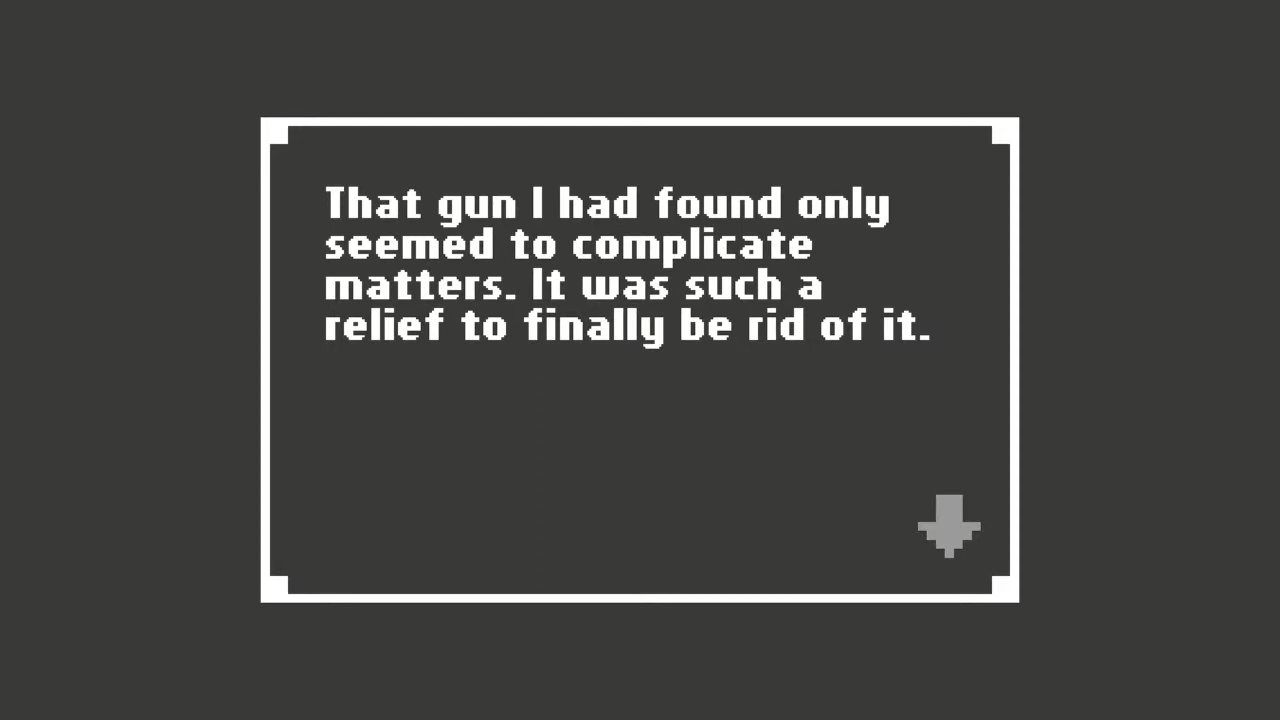 That gun I had found only
seemed to complicate
matters. It was such a
relief to finally be rid of it.